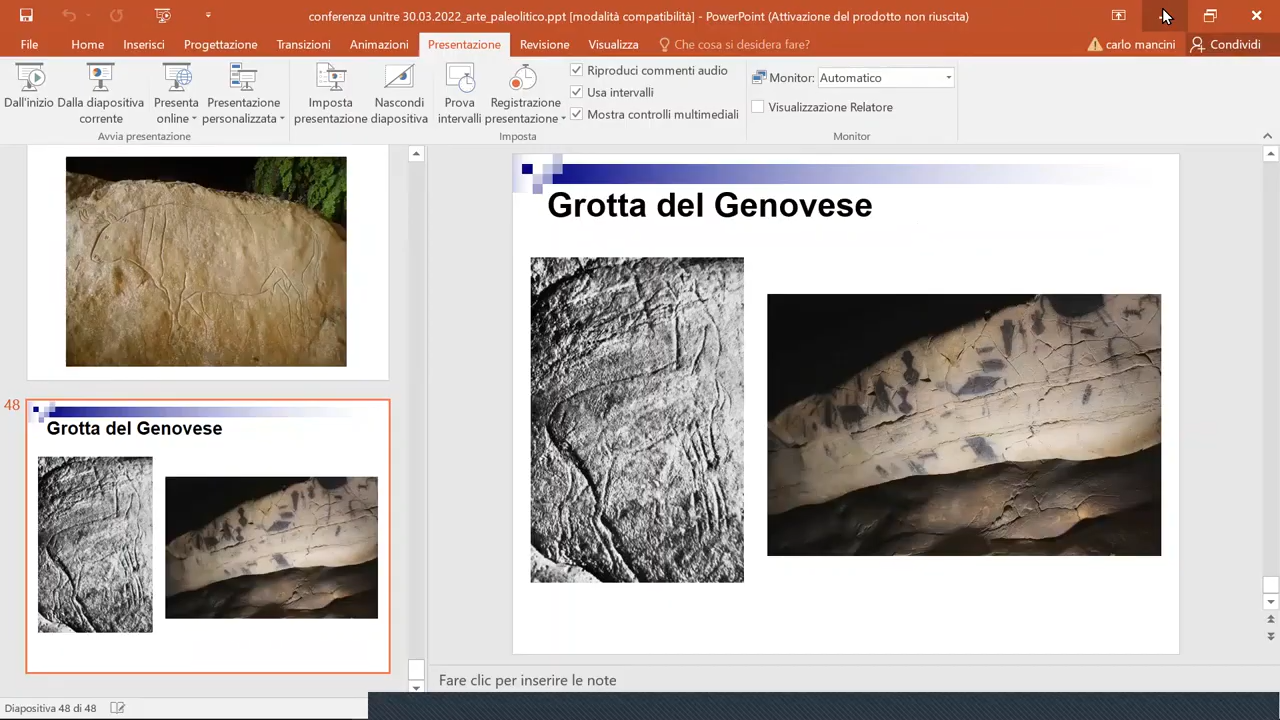 conferenza unitre 30.03.2022_arte_paleolitico.ppt [modalità compatibilità] - PowerPoint (Attivazione del prodotto non riuscita)
File Home Inserisci Progettazione Transizioni Animazioni Presentazione Revisione Visualizza Che cosa si desidera fare? carlo mancini Condividi
Dall'inizio
Dalla diapositiva corrente
Presenta online
Presentazione personalizzata
Avvia presentazione
Imposta presentazione
Nascondi diapositiva
Prova intervalli
Registrazione presentazione
Riproduci commenti audio
Usa intervalli
Mostra controlli multimediali
Imposta
Monitor: Automatico
Visualizzazione Relatore
Monitor
48
Grotta del Genovese
Grotta del Genovese
Fare clic per inserire le note
Diapositiva 48 di 48